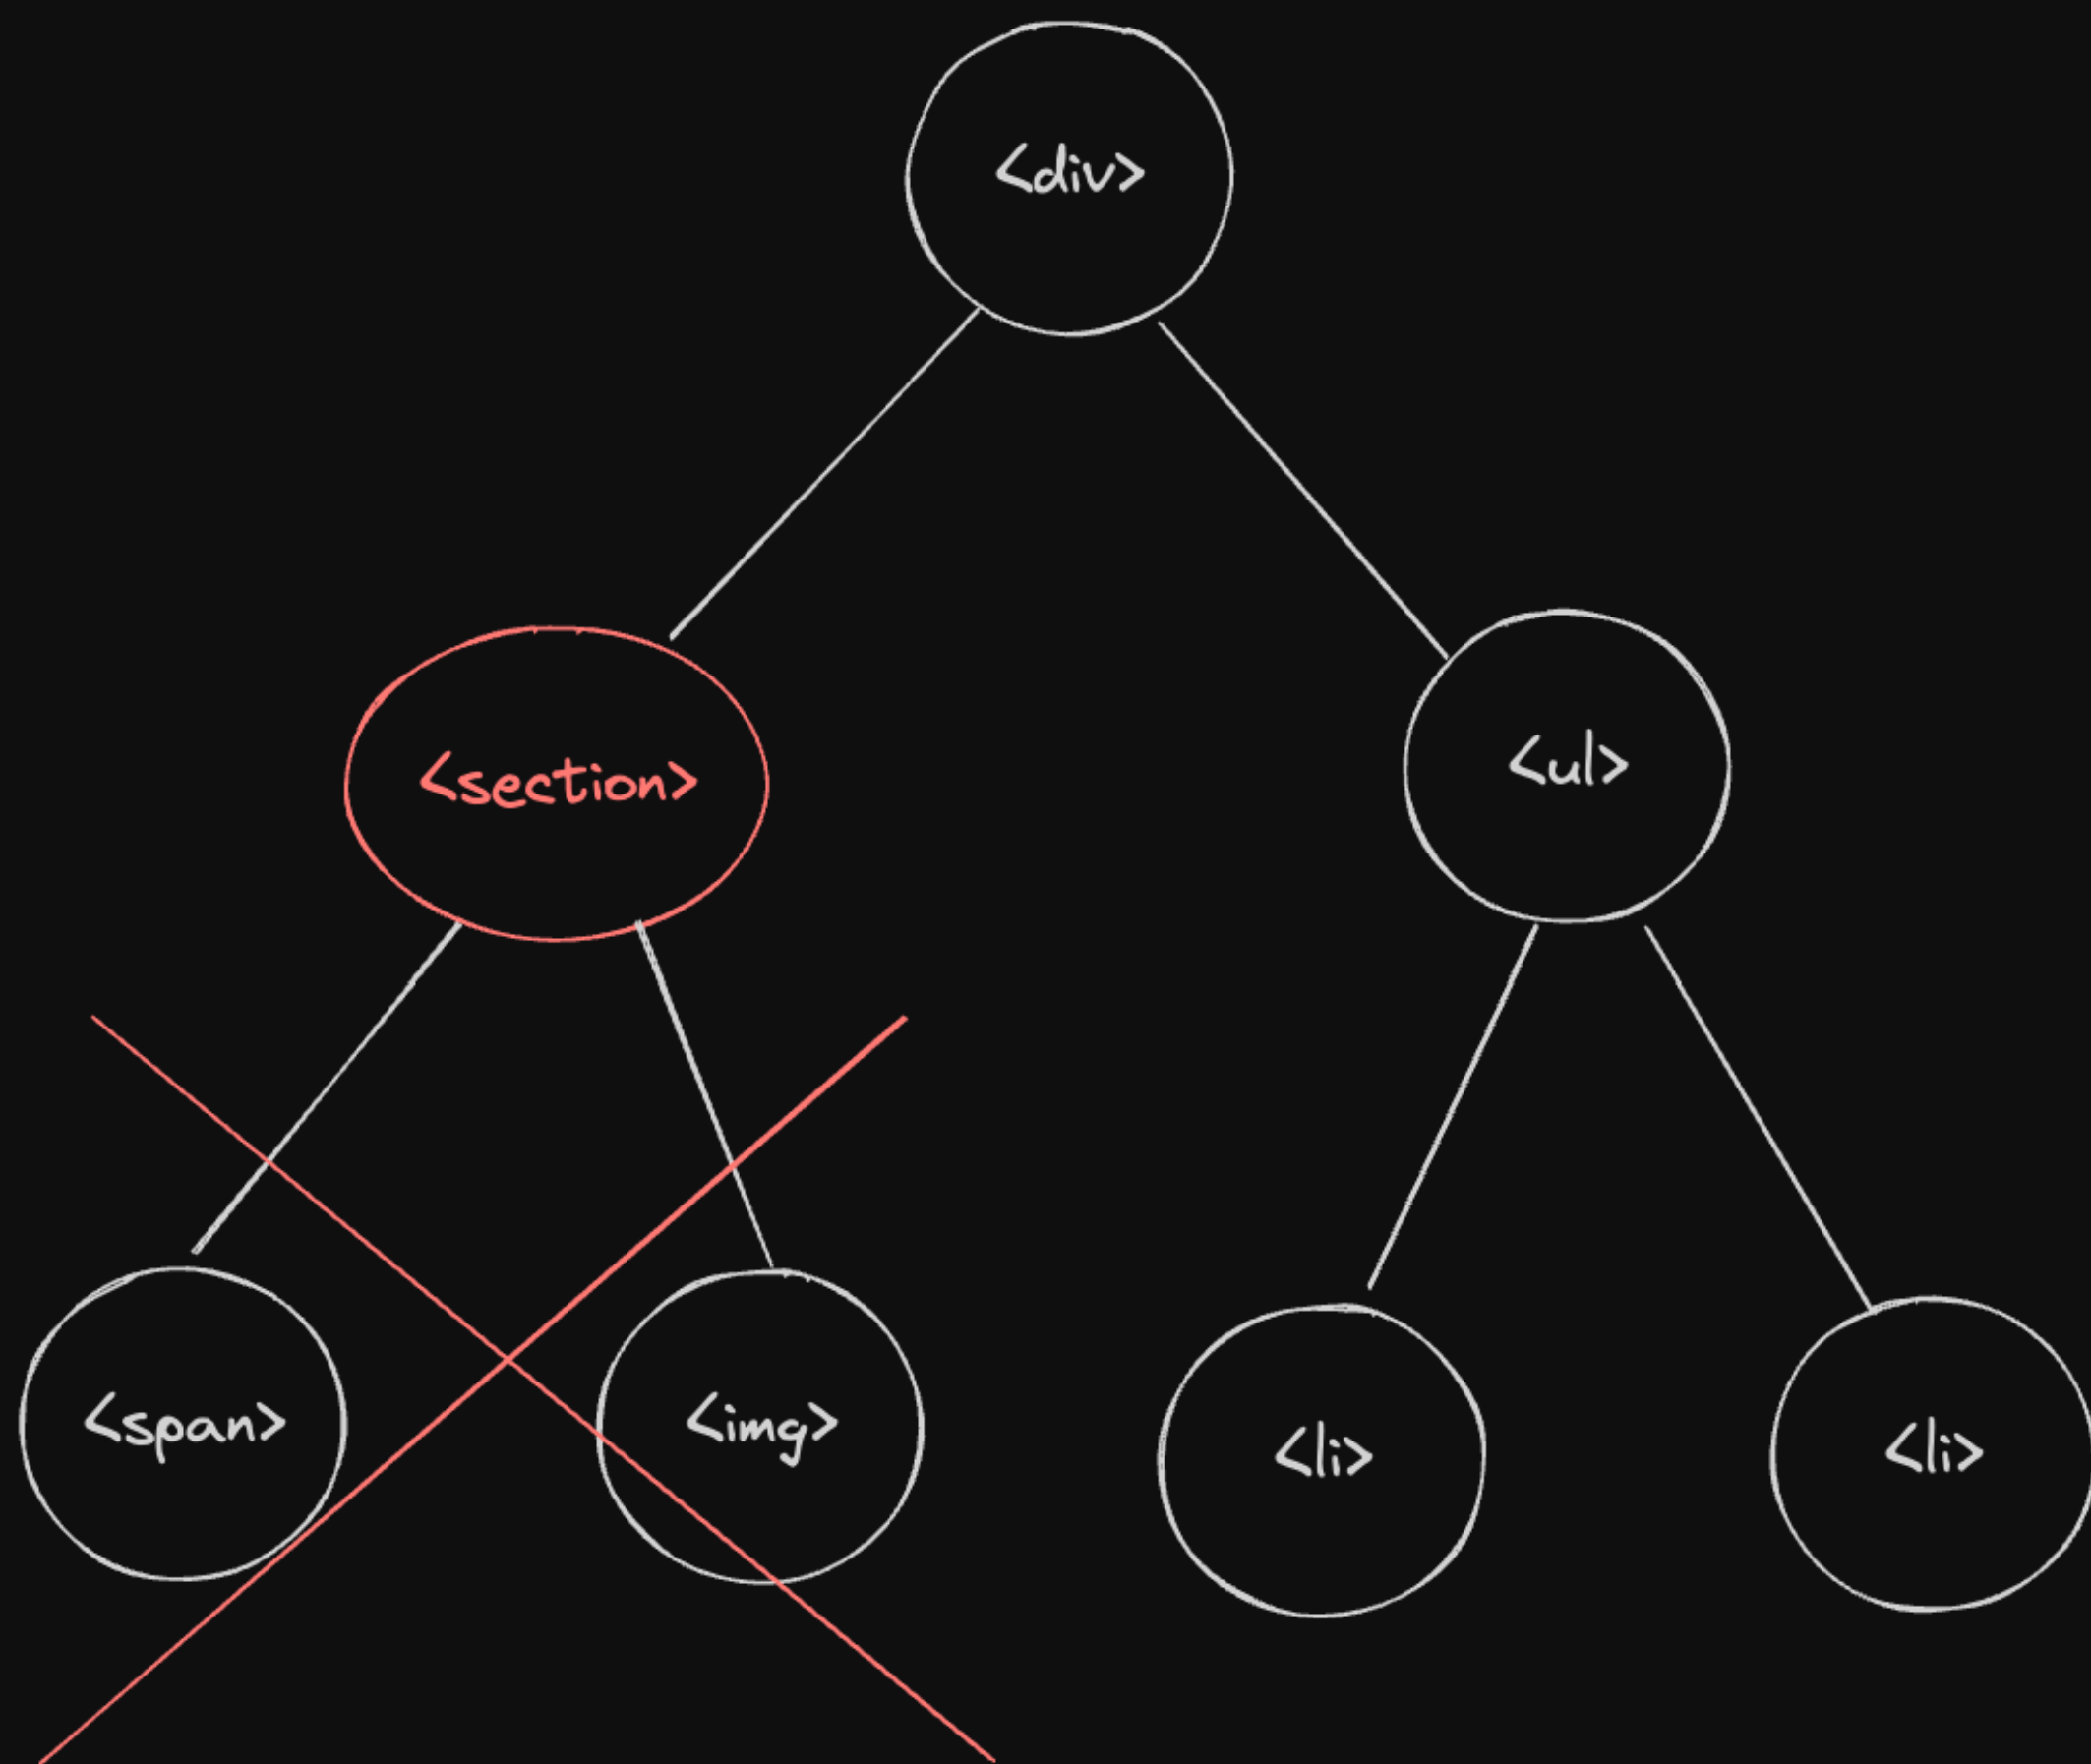 <div>
<section>
<ul>
<span>
<img>
<li>
<li>